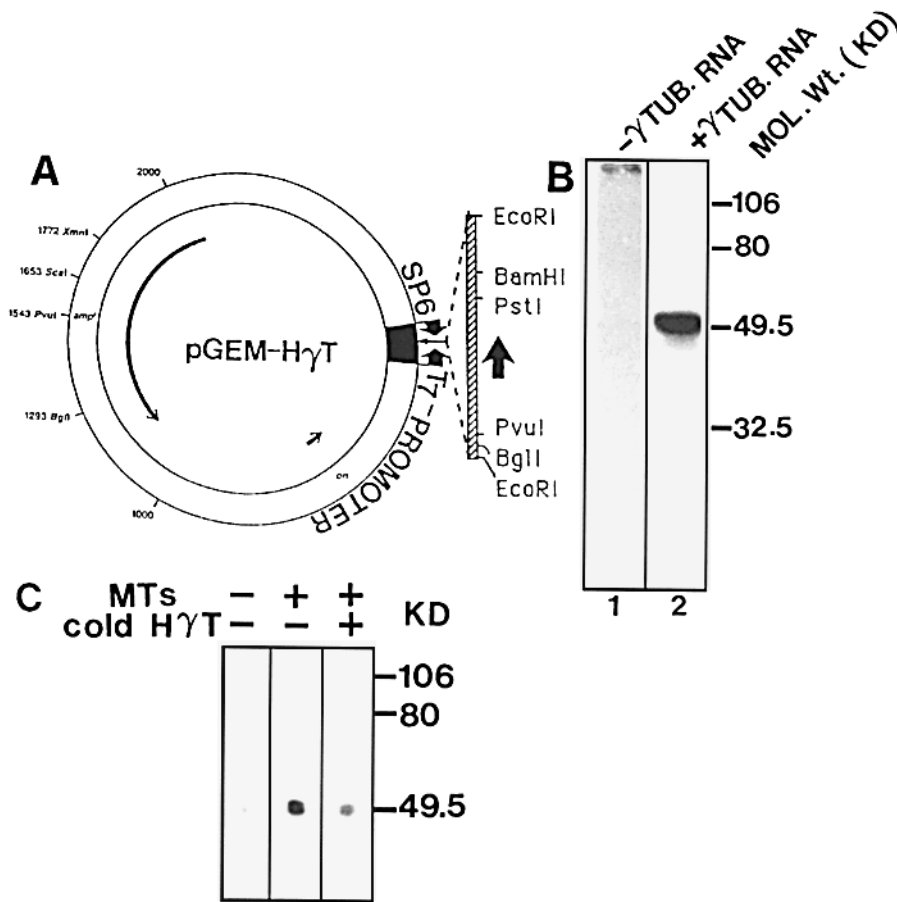 A
2000
1772 XmnI
1653 ScaI
1543 PvuI
amp
1293 BglI
1000
ori
pGEM-HγT
SP6
T7-PROMOTER
EcoRI
BamHI
PstI
PvuI
BglI
EcoRI
B
-γTUB. RNA
+γTUB. RNA
MOL. Wt. (KD)
106
80
49.5
32.5
1 2
C
MTs - + +
cold HγT - - +
KD
106
80
49.5